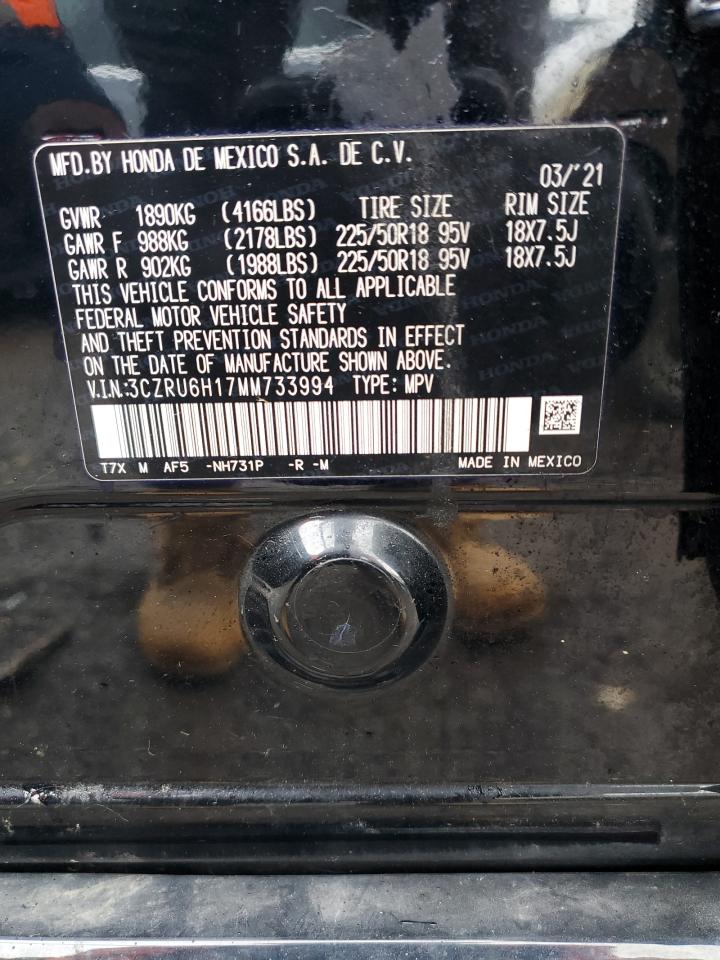 MFD.BY HONDA DE MEXICO S.A. DE C.V.
03/'21
GVWR 1890KG (4166LBS) TIRE SIZE RIM SIZE
GAWR F 988KG (2178LBS) 225/50R18 95V 18X7.5J
GAWR R 902KG (1988LBS) 225/50R18 95V 18X7.5J
THIS VEHICLE CONFORMS TO ALL APPLICABLE
FEDERAL MOTOR VEHICLE SAFETY
AND THEFT PREVENTION STANDARDS IN EFFECT
ON THE DATE OF MANUFACTURE SHOWN ABOVE.
V.I.N:3CZRU6H17MM733994 TYPE: MPV
T7X M AF5 -NH731P -R -M MADE IN MEXICO